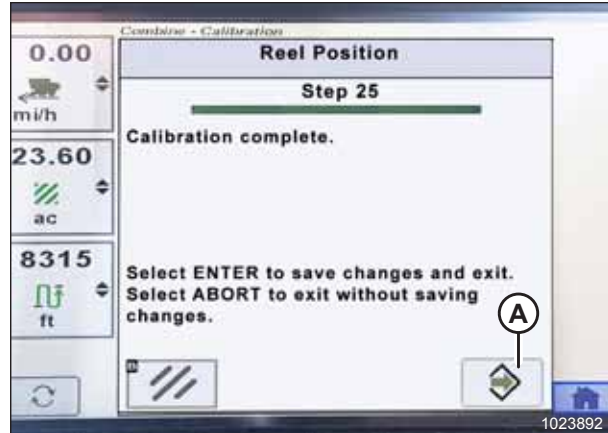 Combine - Calibration
0.00
mi/h
23.60
ac
8315
ft
Reel Position
Step 25
Calibration complete.
Select ENTER to save changes and exit.
Select ABORT to exit without saving
changes.
A
1023892